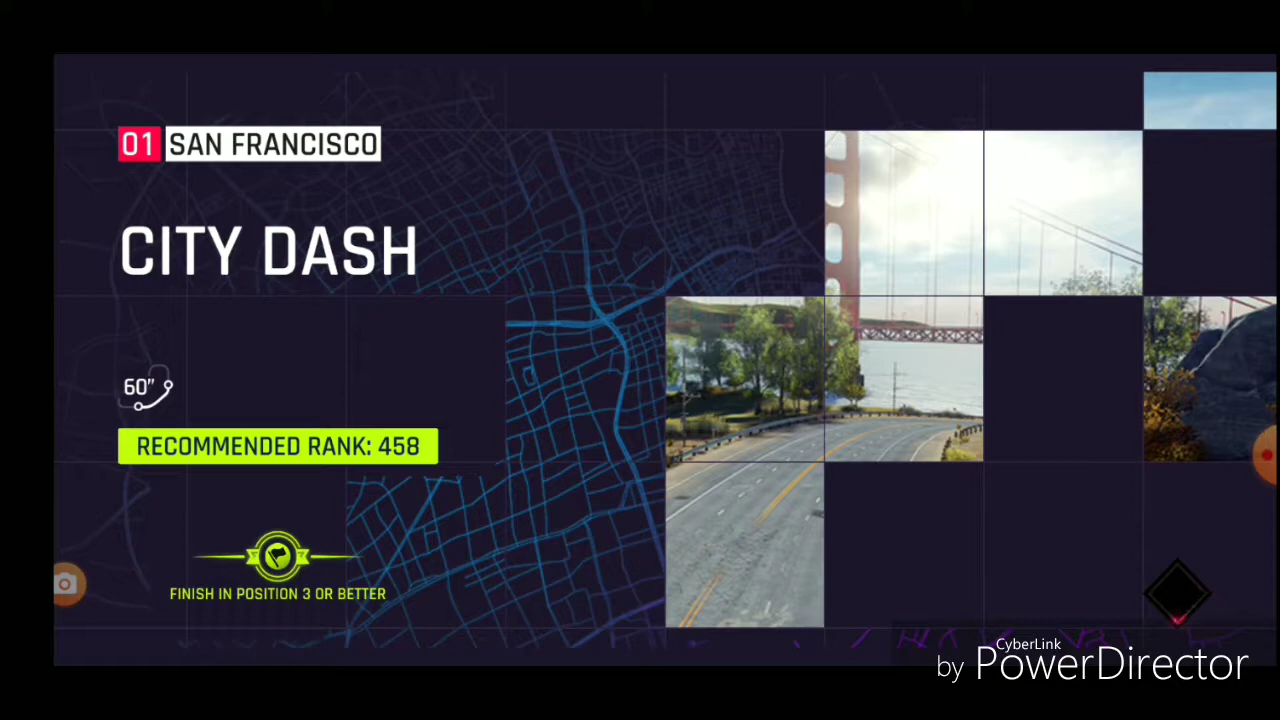 01 SAN FRANCISCO
CITY DASH
60"
RECOMMENDED RANK: 458
FINISH IN POSITION 3 OR BETTER
CyberLink
by PowerDirector